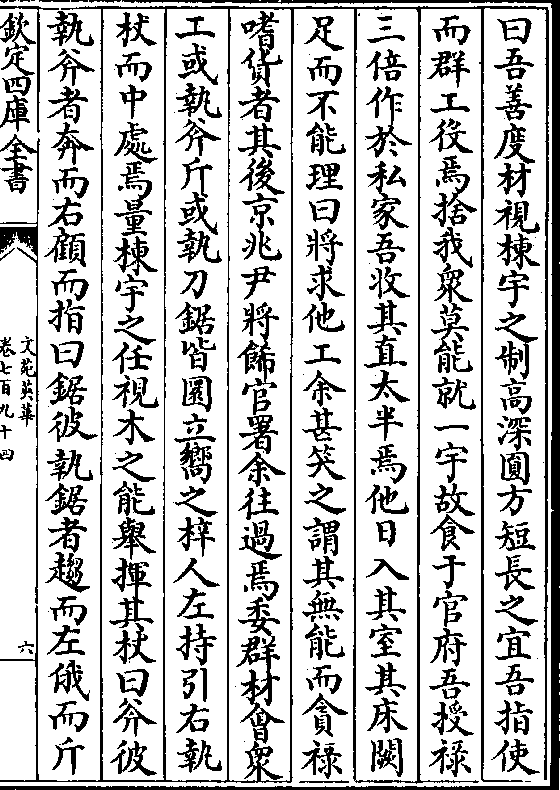 曰吾善度材視棟宇之制高深圓方短長之宜吾指使
而群工役焉捨我衆莫能就一宇故食于官府吾授祿
三倍作於私家吾收其直太半焉他日入其室其床闕
足而不能理曰將求他工余甚笑之謂其無能而貪祿
嗜貨者其後京兆尹將飾官署余往過焉委群材會衆
工或執斧斤或執刀鋸皆圜立嚮之梓人左持引右執
杖而中處焉量棟宇之任視木之能舉揮其杖曰斧彼
執斧者奔而右顧而指曰鋸彼執鋸者趨而左俄而斤
欽定四庫全書
文苑英華
卷七百九十四
六